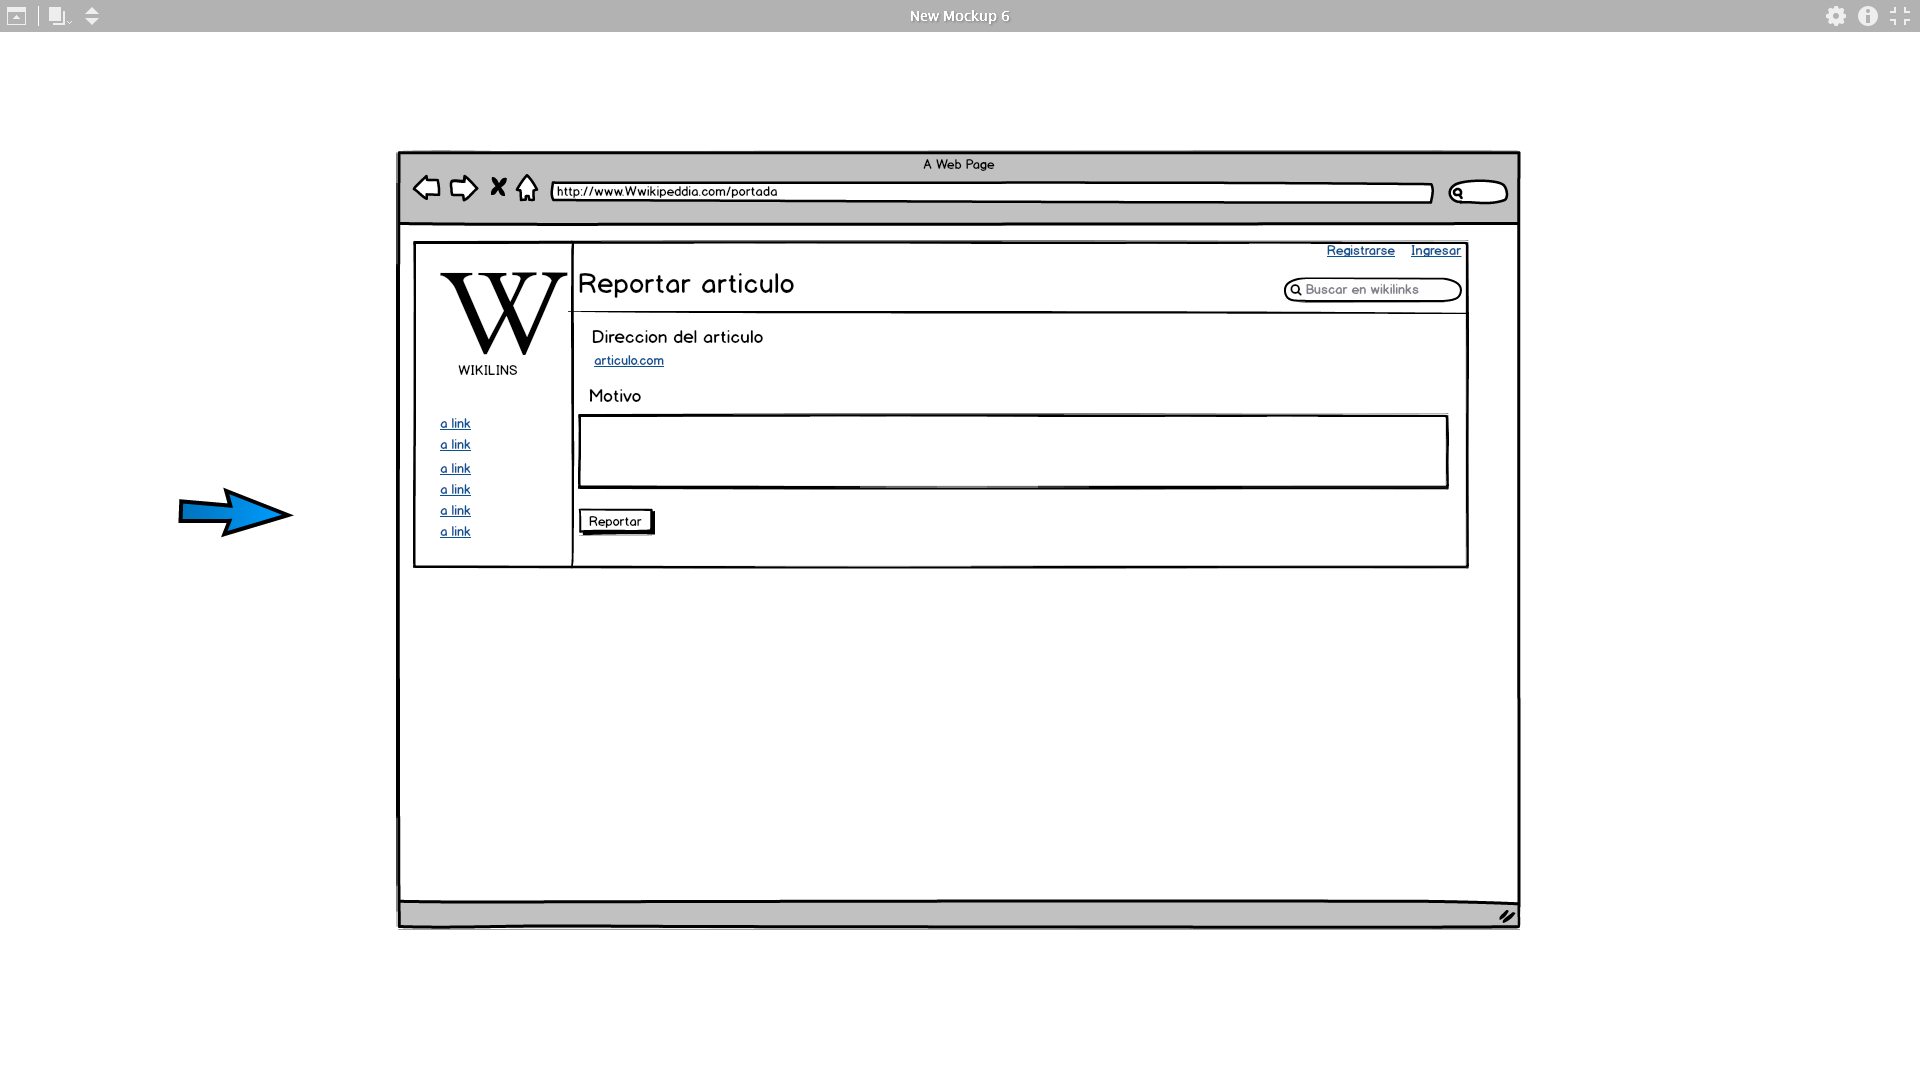 New Mockup 6
A Web Page
http://www.Wwikipeddia.com/portada
Registrarse Ingresar
W
Reportar articulo
Buscar en wikilinks
Direccion del articulo
articulo.com
WIKILINS
Motivo
a link
a link
a link
a link
a link
a link
Reportar